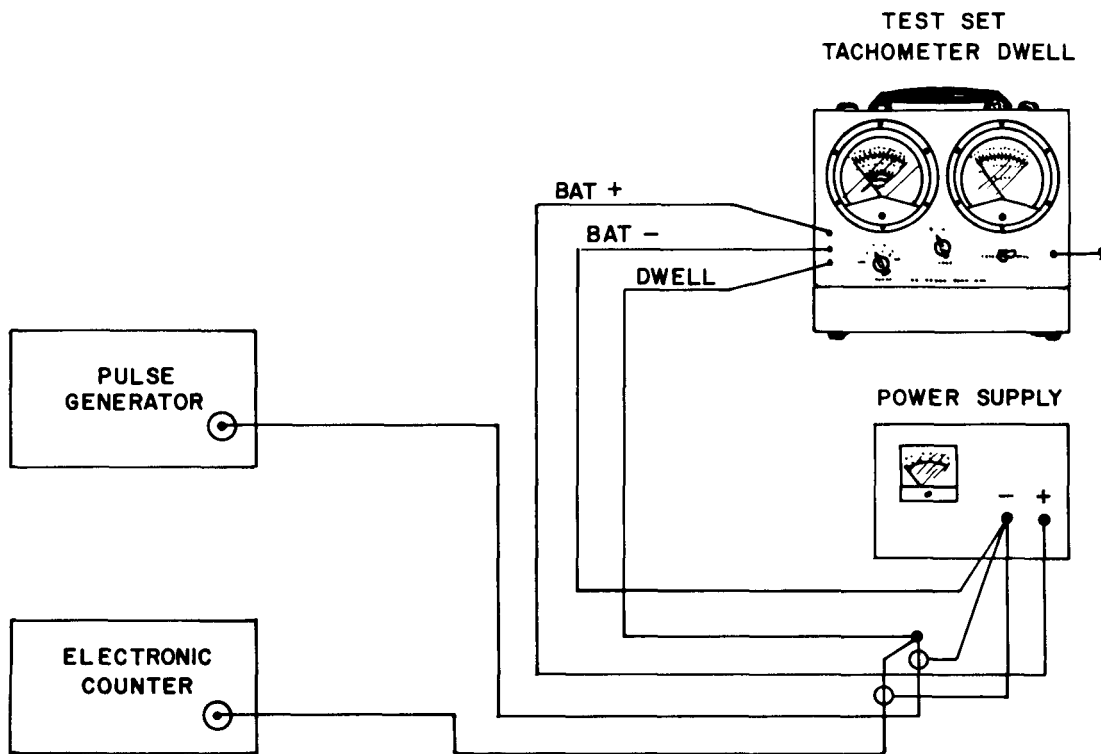 TEST SET
TACHOMETER DWELL
BAT +
BAT −
DWELL
PULSE
GENERATOR
POWER SUPPLY
− +
ELECTRONIC
COUNTER